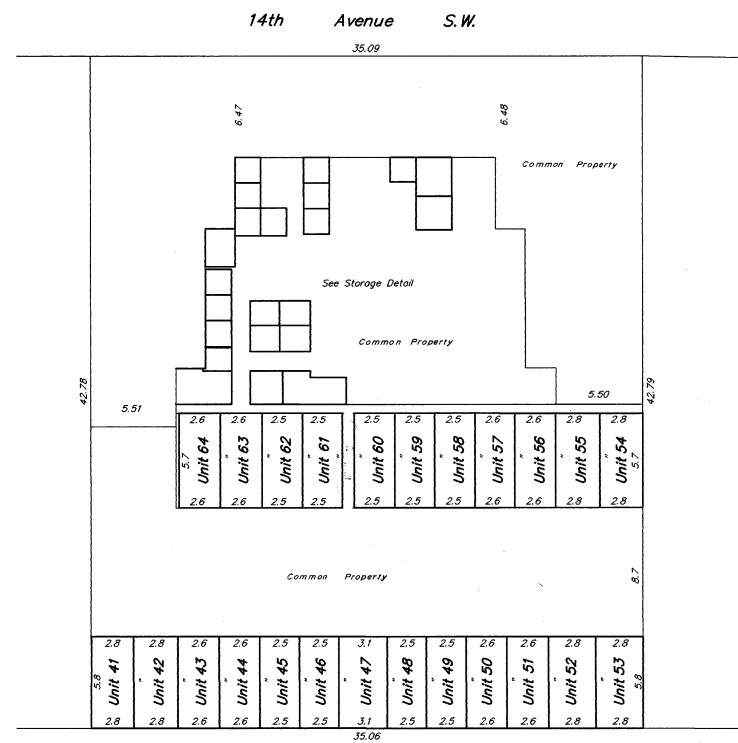 14th Avenue S.W.
35.09
6.47 6.48
Common Property
See Storage Detail
Common Property
42.78 42.79
5.51 5.50
2.6 2.6 2.5 2.5 2.5 2.5 2.5 2.6 2.6 2.8 2.8
5.7 Unit 64 " Unit 63 " Unit 62 " Unit 61 " " Unit 60 " Unit 59 " Unit 58 " Unit 57 " Unit 56 " Unit 55 " Unit 54 5.7
2.6 2.6 2.5 2.5 2.5 2.5 2.5 2.6 2.6 2.8 2.8
Common Property
8.7
2.8 2.8 2.6 2.6 2.5 2.5 3.1 2.5 2.5 2.6 2.6 2.8 2.8
5.8 Unit 41 " Unit 42 " Unit 43 " Unit 44 " Unit 45 " Unit 46 " Unit 47 " Unit 48 " Unit 49 " Unit 50 " Unit 51 " Unit 52 " Unit 53 5.8
2.8 2.8 2.6 2.6 2.5 2.5 3.1 2.5 2.5 2.6 2.6 2.8 2.8
35.06